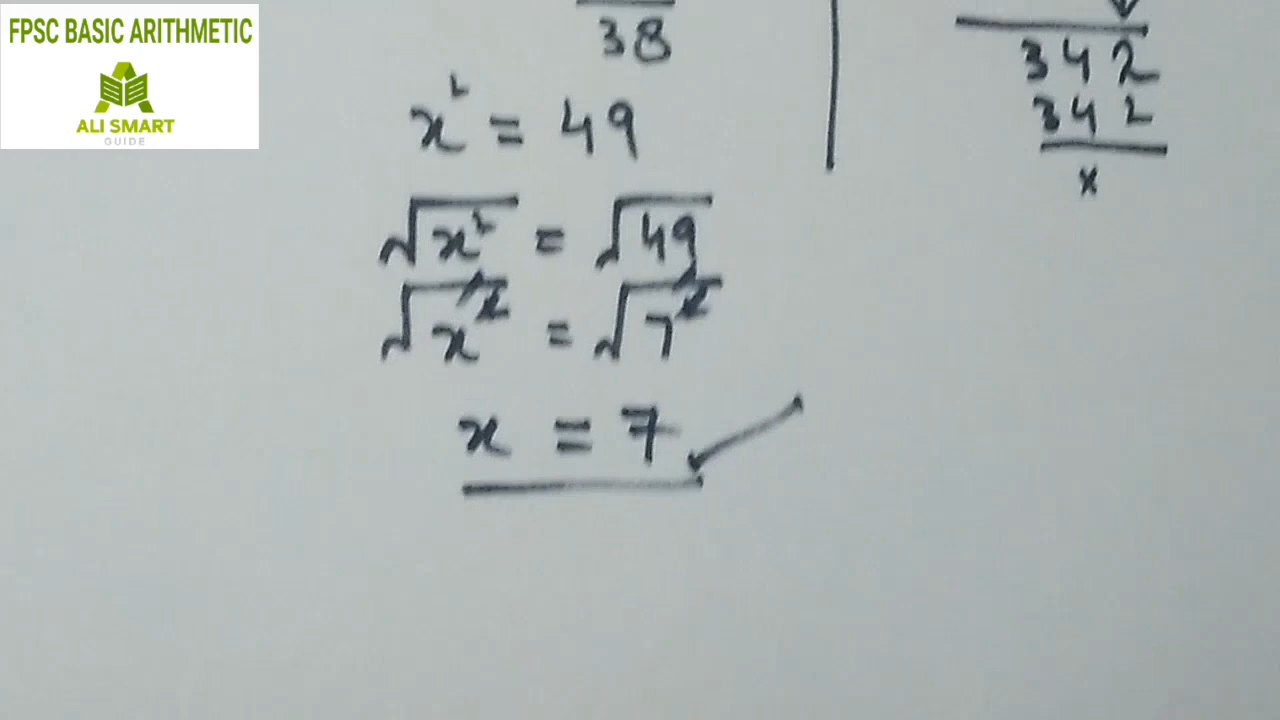 FPSC BASIC ARITHMETIC
ALI SMART
GUIDE
38
x² = 49
√x² = √49
√x² = √7²
x = 7
342
342
x